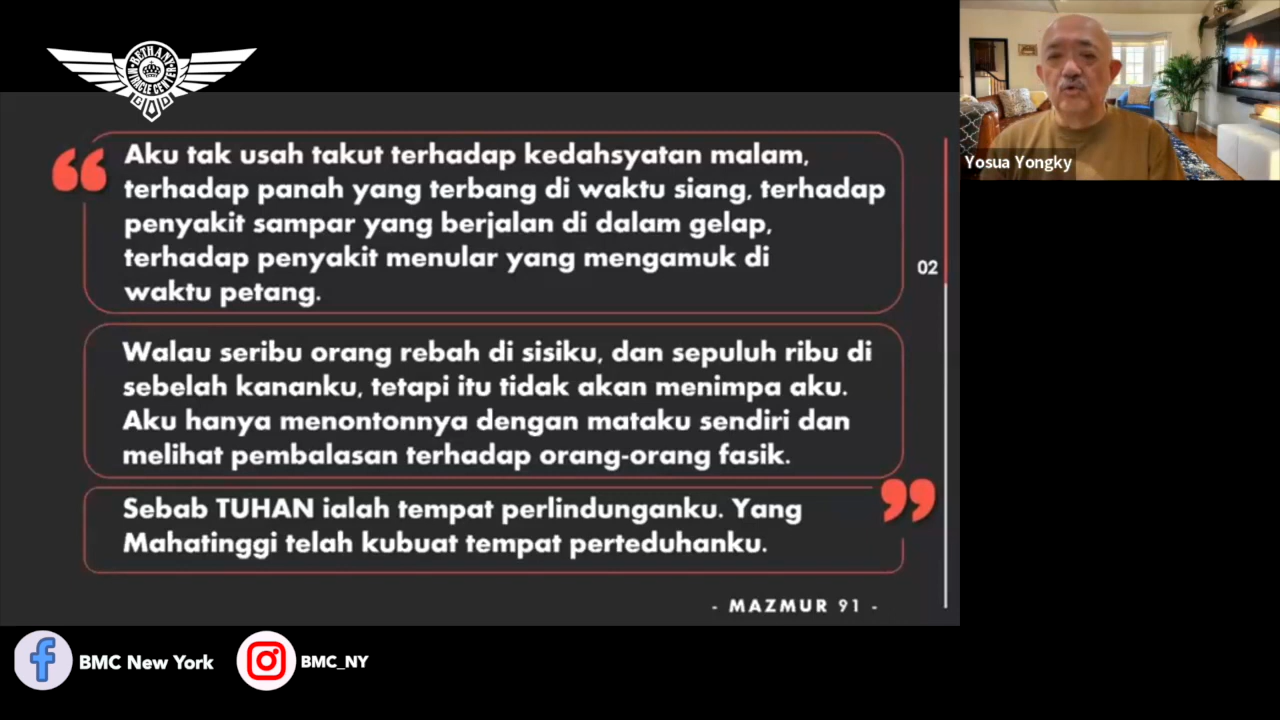 BETHANY
MIRACLE CENTER
Aku tak usah takut terhadap kedahsyatan malam,
terhadap panah yang terbang di waktu siang, terhadap
penyakit sampar yang berjalan di dalam gelap,
terhadap penyakit menular yang mengamuk di
waktu petang.
Walau seribu orang rebah di sisiku, dan sepuluh ribu di
sebelah kananku, tetapi itu tidak akan menimpa aku.
Aku hanya menontonnya dengan mataku sendiri dan
melihat pembalasan terhadap orang-orang fasik.
Sebab TUHAN ialah tempat perlindunganku. Yang
Mahatinggi telah kubuat tempat perteduhanku.
- MAZMUR 91 -
02
Yosua Yongky
BMC New York
BMC_NY